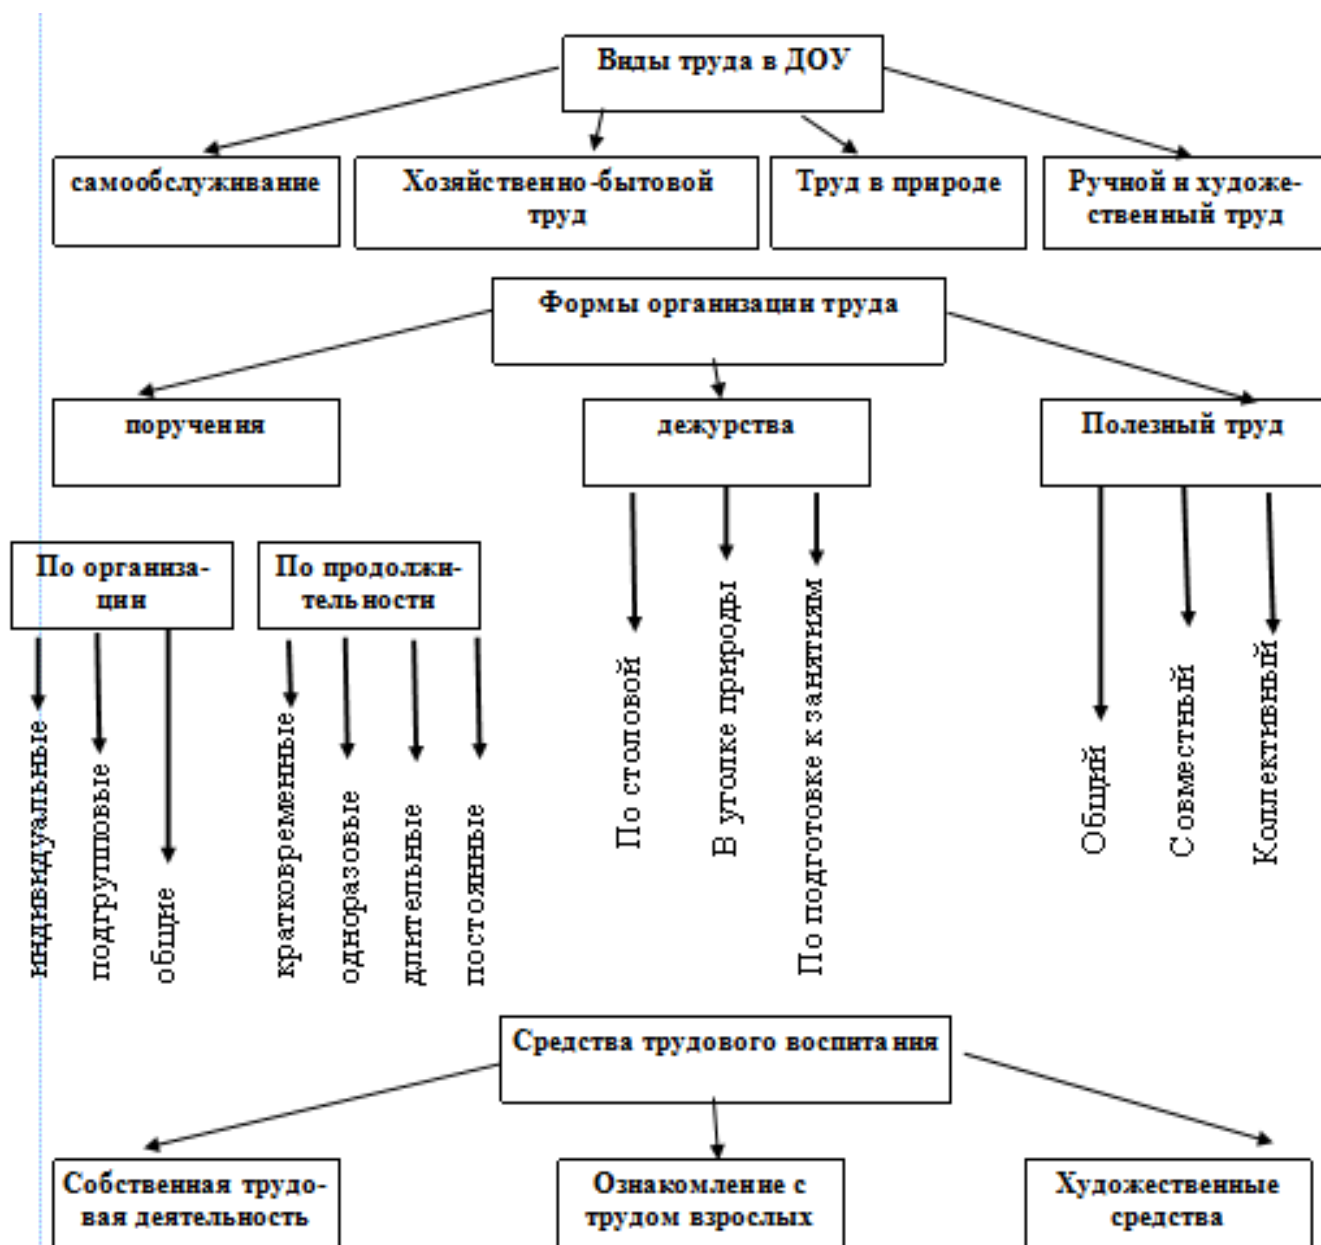 Виды труда в ДОУ
самообслуживание
Хозяйственно-бытовой
труд
Труд в природе
Ручной и художе-
ственный труд
Формы организации труда
поручения
дежурства
Полезный труд
По организа-
ции
По продолжи-
тельности
индивидуальные
подгрупповые
общие
кратковременные
одноразовые
длительные
постоянные
По столовой
В уголке природы
По подготовке к занятиям
Общий
Совместный
Коллективный
Средства трудового воспитания
Собственная трудо-
вая деятельность
Ознакомление с
трудом взрослых
Художественные
средства